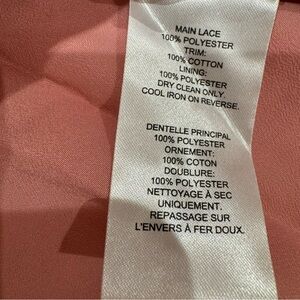 MAIN LACE
100% POLYESTER
TRIM:
100% COTTON
LINING:
100% POLYESTER
DRY CLEAN ONLY.
COOL IRON ON REVERSE.
DENTELLE PRINCIPAL
100% POLYESTER
ORNEMENT:
100% COTON
DOUBLURE:
100% POLYESTER
NETTOYAGE À SEC
UNIQUEMENT.
REPASSAGE SUR
L'ENVERS À FER DOUX.